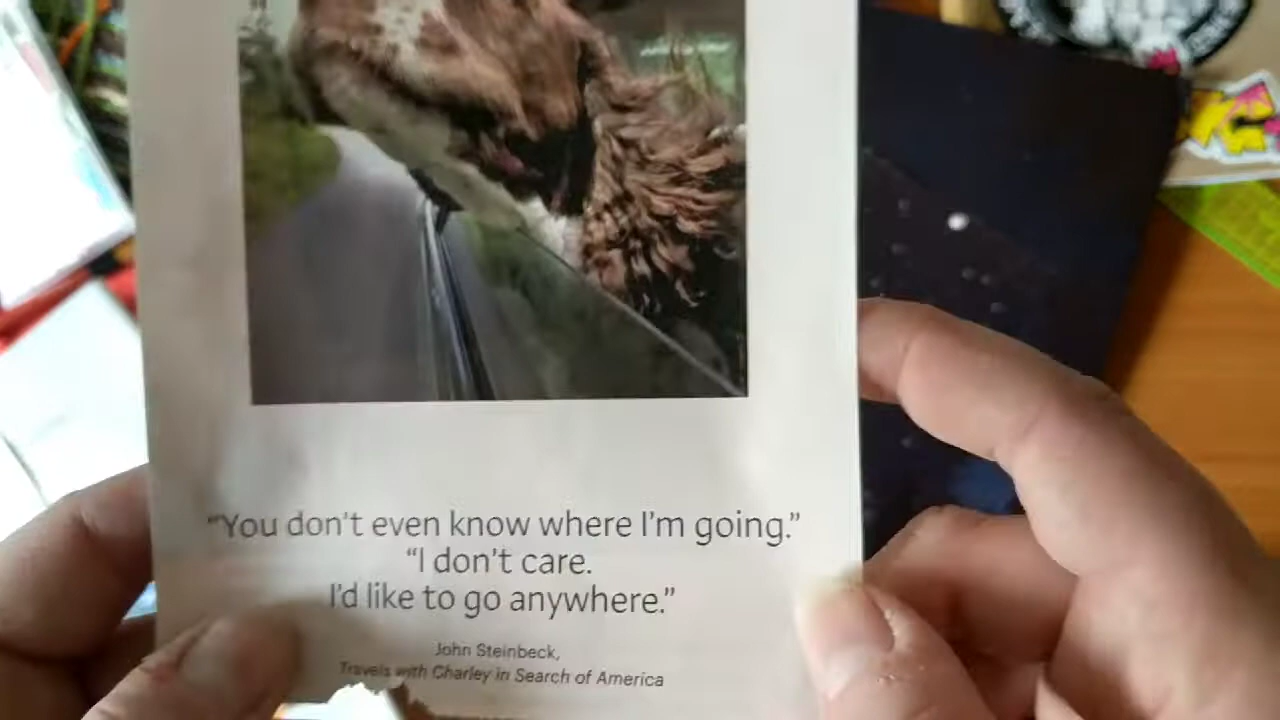 “You don't even know where I'm going.”
“I don't care.
I'd like to go anywhere.”
John Steinbeck,
Travels with Charley in Search of America